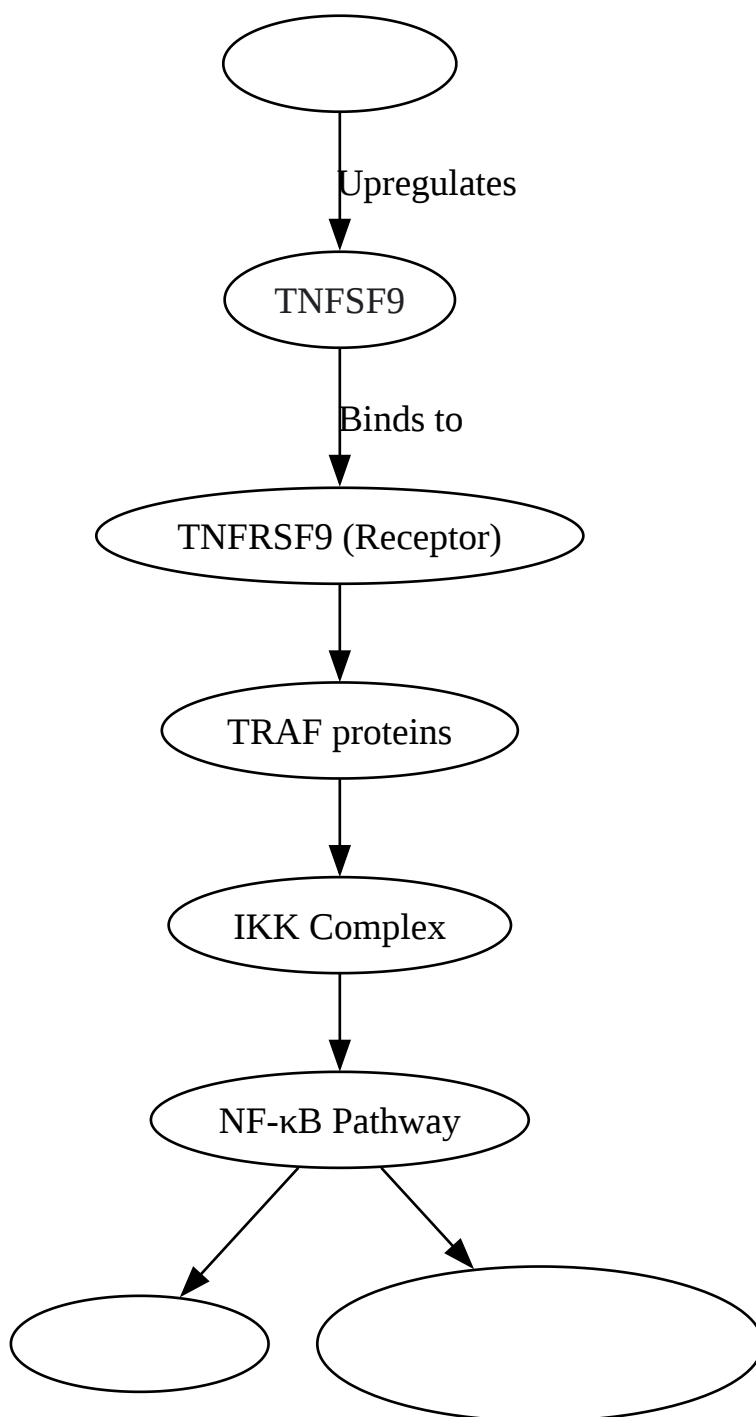 Upregulates
TNFSF9
Binds to
TNFRSF9 (Receptor)
TRAF proteins
IKK Complex
NF-κB Pathway